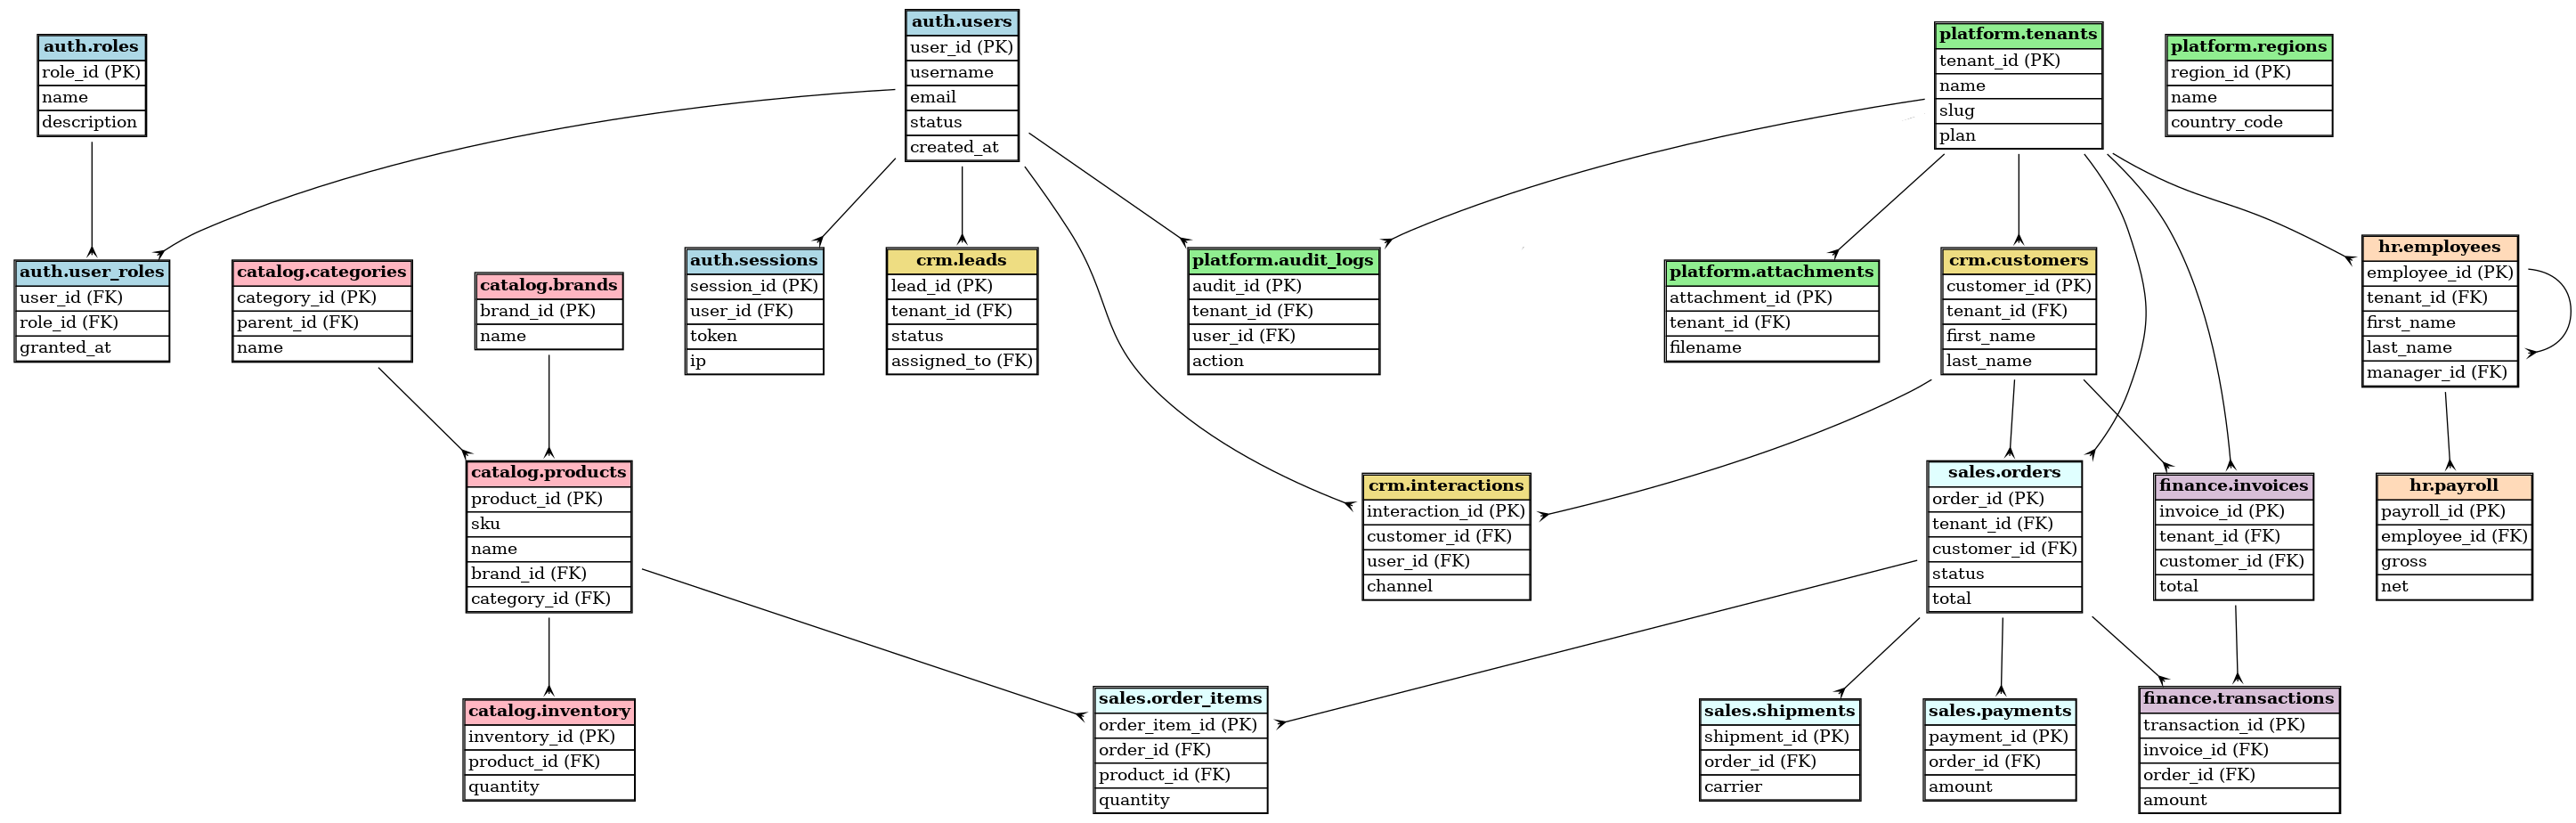 auth.users
user_id (PK)
username
email
status
created_at
platform.tenants
tenant_id (PK)
name
slug
plan
auth.roles
role_id (PK)
name
description
platform.regions
region_id (PK)
name
country_code
auth.user_roles
user_id (FK)
role_id (FK)
granted_at
catalog.categories
category_id (PK)
parent_id (FK)
name
catalog.brands
brand_id (PK)
name
auth.sessions
session_id (PK)
user_id (FK)
token
ip
crm.leads
lead_id (PK)
tenant_id (FK)
status
assigned_to (FK)
platform.audit_logs
audit_id (PK)
tenant_id (FK)
user_id (FK)
action
platform.attachments
attachment_id (PK)
tenant_id (FK)
filename
crm.customers
customer_id (PK)
tenant_id (FK)
first_name
last_name
hr.employees
employee_id (PK)
tenant_id (FK)
first_name
last_name
manager_id (FK)
catalog.products
product_id (PK)
sku
name
brand_id (FK)
category_id (FK)
crm.interactions
interaction_id (PK)
customer_id (FK)
user_id (FK)
channel
sales.orders
order_id (PK)
tenant_id (FK)
customer_id (FK)
status
total
finance.invoices
invoice_id (PK)
tenant_id (FK)
customer_id (FK)
total
hr.payroll
payroll_id (PK)
employee_id (FK)
gross
net
catalog.inventory
inventory_id (PK)
product_id (FK)
quantity
sales.order_items
order_item_id (PK)
order_id (FK)
product_id (FK)
quantity
sales.shipments
shipment_id (PK)
order_id (FK)
carrier
sales.payments
payment_id (PK)
order_id (FK)
amount
finance.transactions
transaction_id (PK)
invoice_id (FK)
order_id (FK)
amount